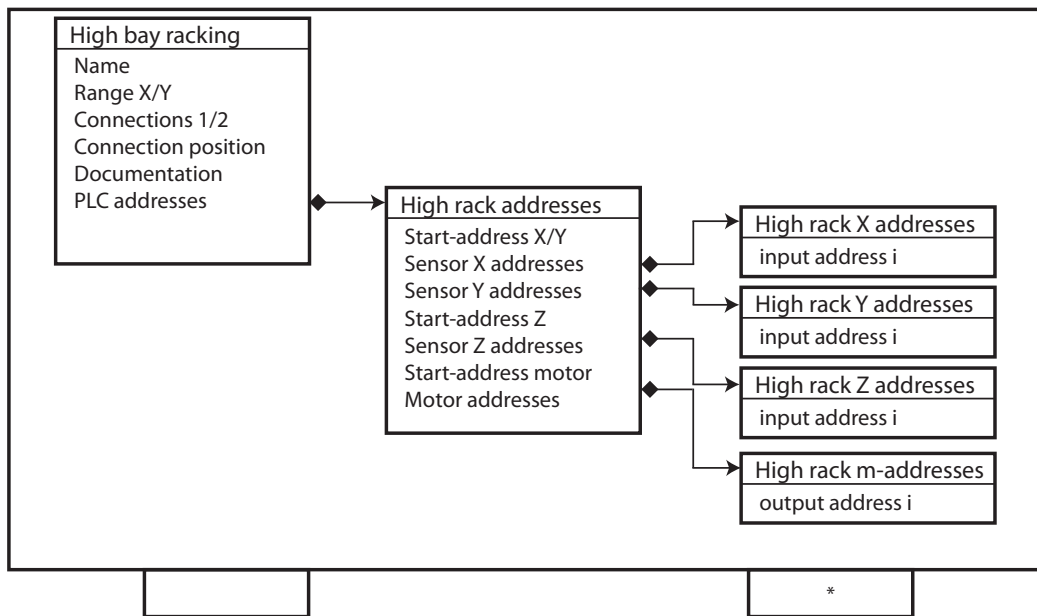 High bay racking
Name
Range X/Y
Connections 1/2
Connection position
Documentation
PLC addresses
High rack addresses
Start-address X/Y
Sensor X addresses
Sensor Y addresses
Start-address Z
Sensor Z addresses
Start-address motor
Motor addresses
High rack X addresses
input address i
High rack Y addresses
input address i
High rack Z addresses
input address i
High rack m-addresses
output address i
*